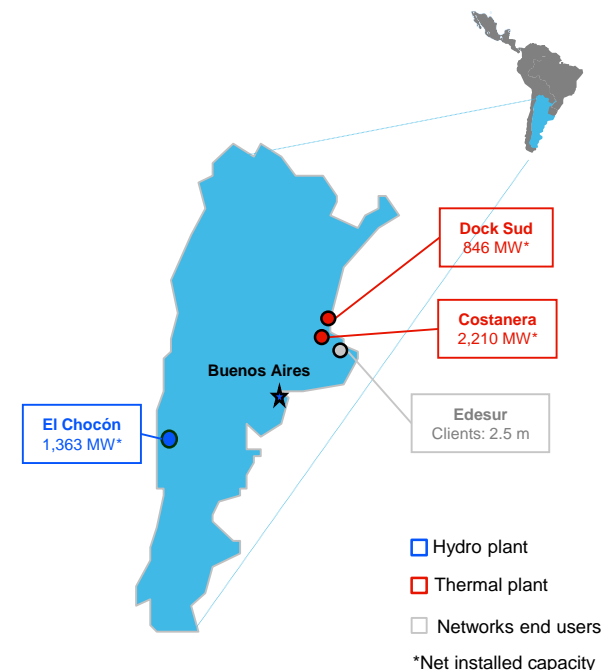 Dock Sud
846 MW*
Costanera
2,210 MW*
Buenos Aires
Edesur
Clients: 2.5 m
El Chocón
1,363 MW*
Hydro plant
Thermal plant
Networks end users
*Net installed capacity